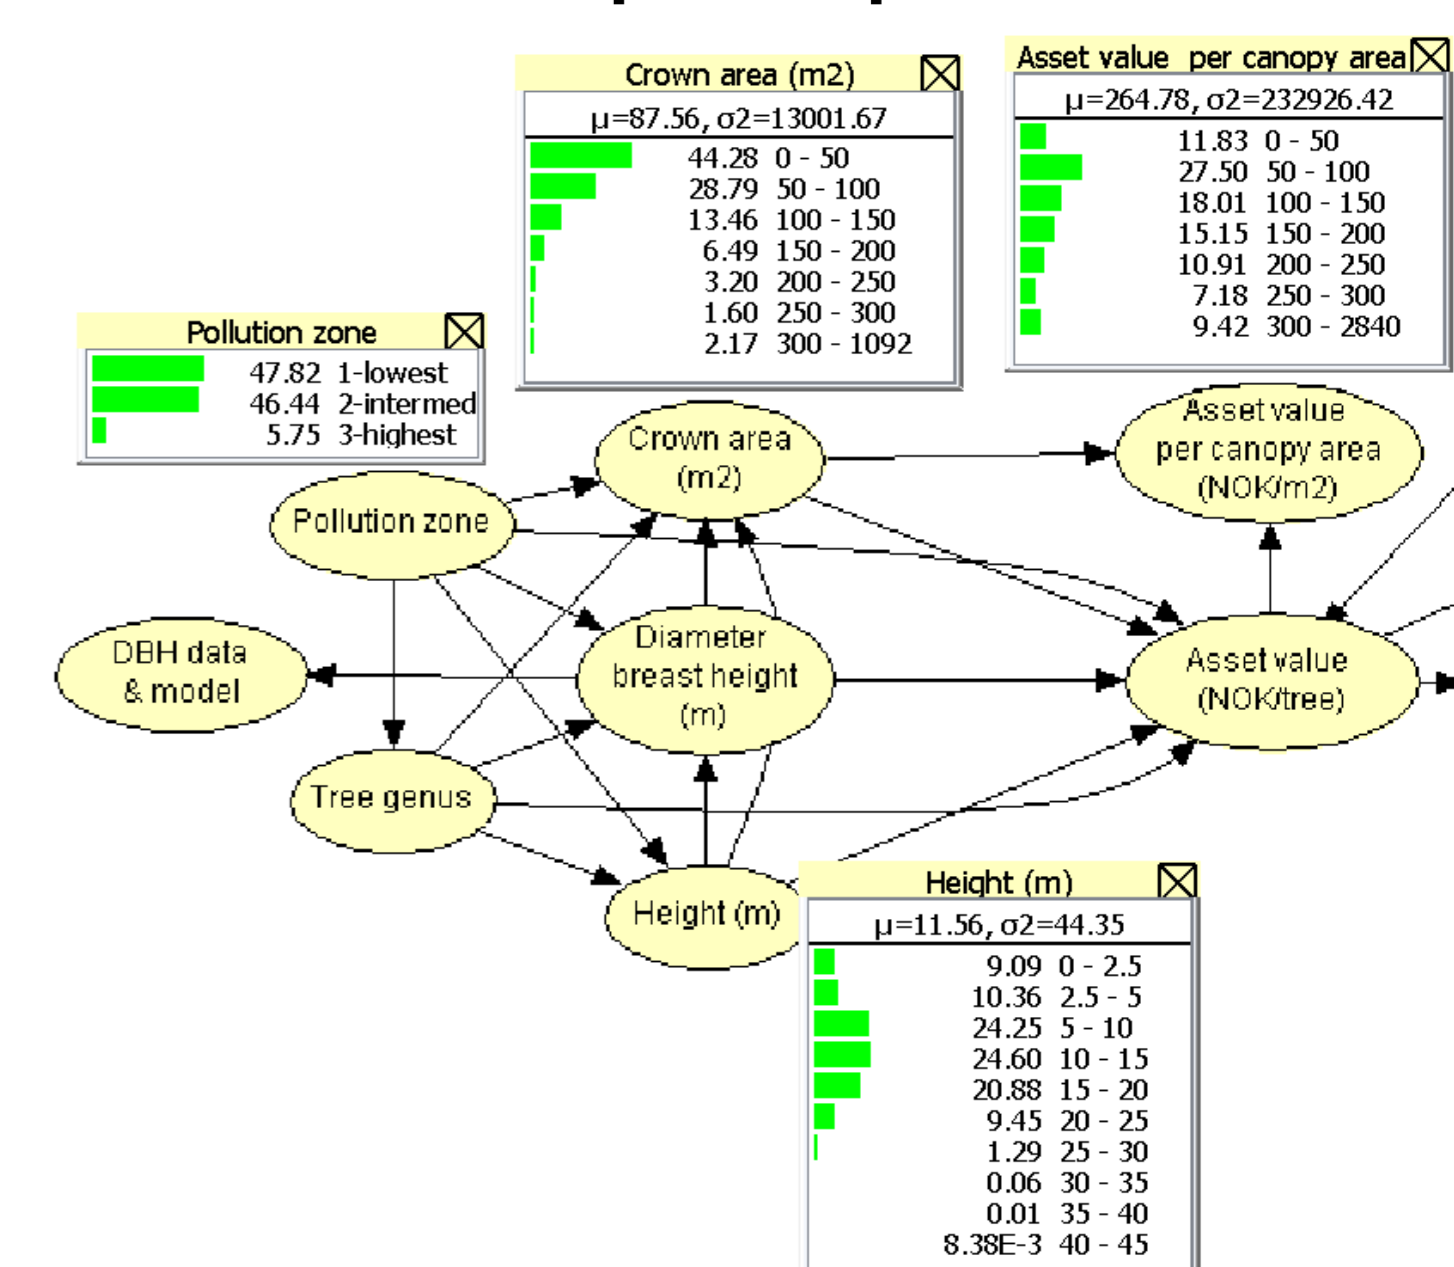 Crown area (m2)
μ=87.56, σ2=13001.67
44.28 0 - 50
28.79 50 - 100
13.46 100 - 150
6.49 150 - 200
3.20 200 - 250
1.60 250 - 300
2.17 300 - 1092
Asset value per canopy area
μ=264.78, σ2=232926.42
11.83 0 - 50
27.50 50 - 100
18.01 100 - 150
15.15 150 - 200
10.91 200 - 250
7.18 250 - 300
9.42 300 - 2840
Pollution zone
47.82 1-lowest
46.44 2-intermed
5.75 3-highest
Crown area
(m2)
Asset value
per canopy area
(NOK/m2)
Pollution zone
DBH data
& model
Diameter
breast height
(m)
Asset value
(NOK/tree)
Tree genus
Height (m)
Height (m)
μ=11.56, σ2=44.35
9.09 0 - 2.5
10.36 2.5 - 5
24.25 5 - 10
24.60 10 - 15
20.88 15 - 20
9.45 20 - 25
1.29 25 - 30
0.06 30 - 35
0.01 35 - 40
8.38E-3 40 - 45